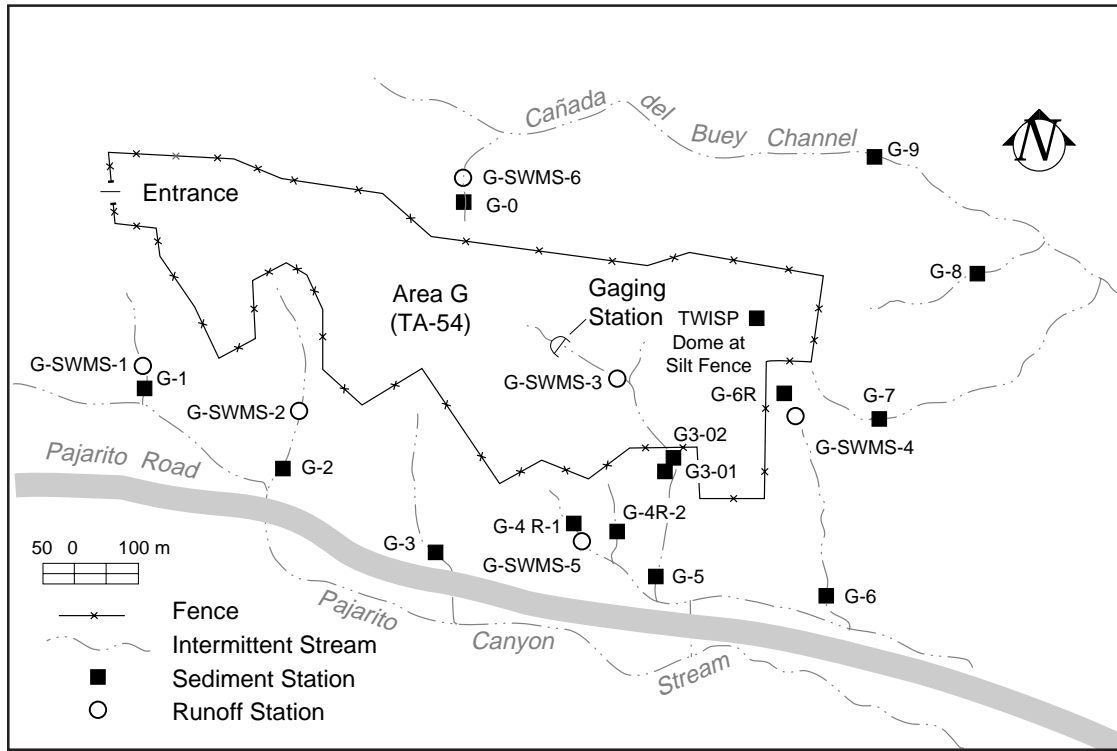 Cañada del Buey Channel
N
G-9
Entrance
G-SWMS-6
G-0
G-8
Area G
(TA-54)
Gaging
Station
TWISP
Dome at
Silt Fence
G-SWMS-1
G-1
G-SWMS-3
G-6R
G-7
G-SWMS-2
G-SWMS-4
G3-02
G3-01
G-2
Pajarito Road
G-4 R-1
G-4R-2
G-3
G-SWMS-5
G-5
G-6
50 0 100 m
Pajarito Canyon Stream
Fence
Intermittent Stream
Sediment Station
Runoff Station